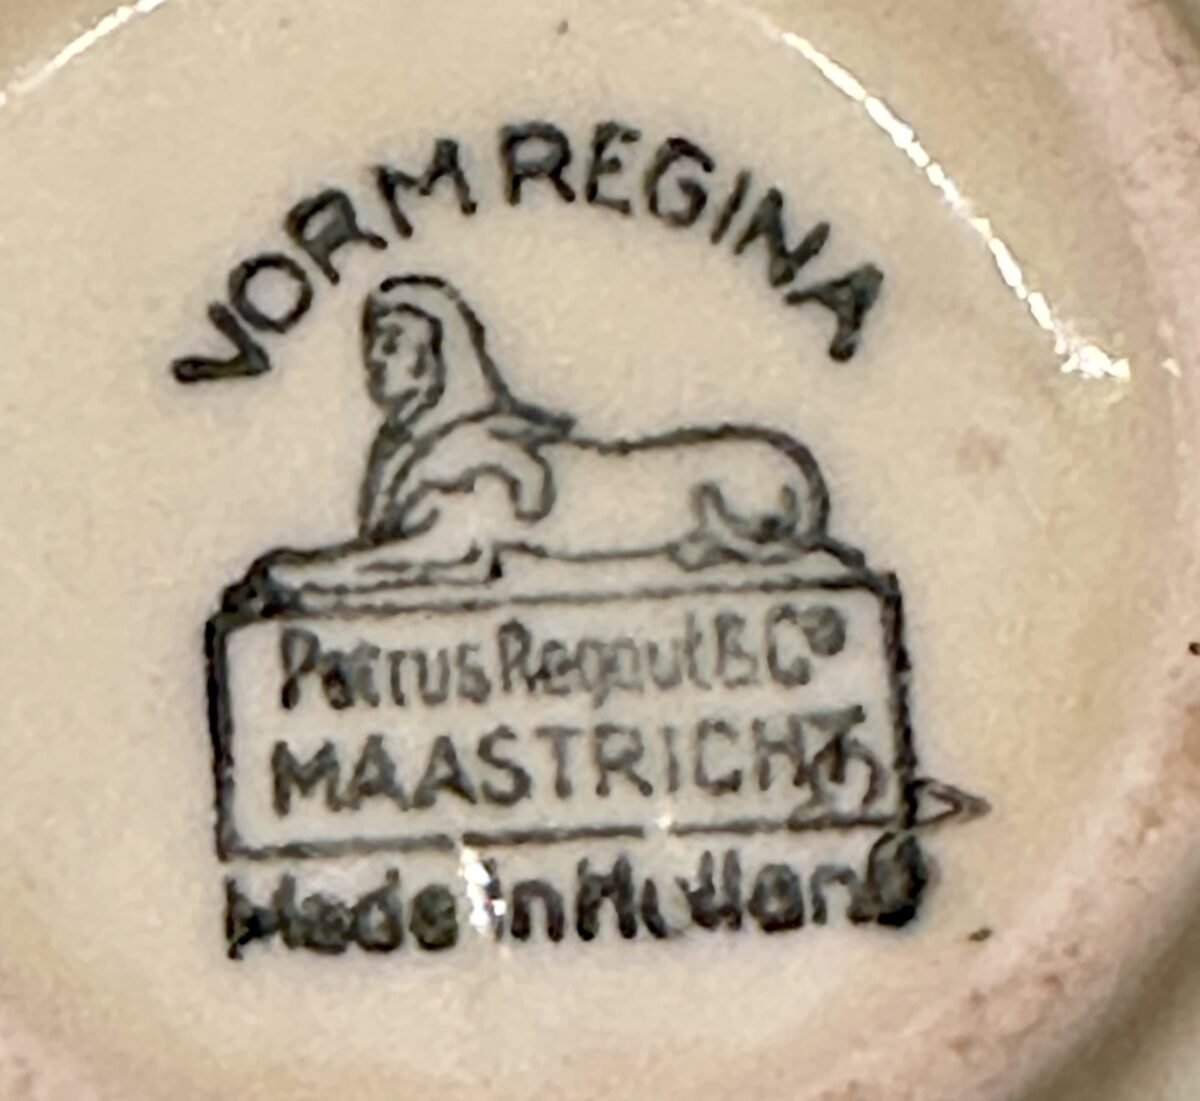 VORM REGINA
Petrus Regout & Co
MAASTRICHT
Made in Holland